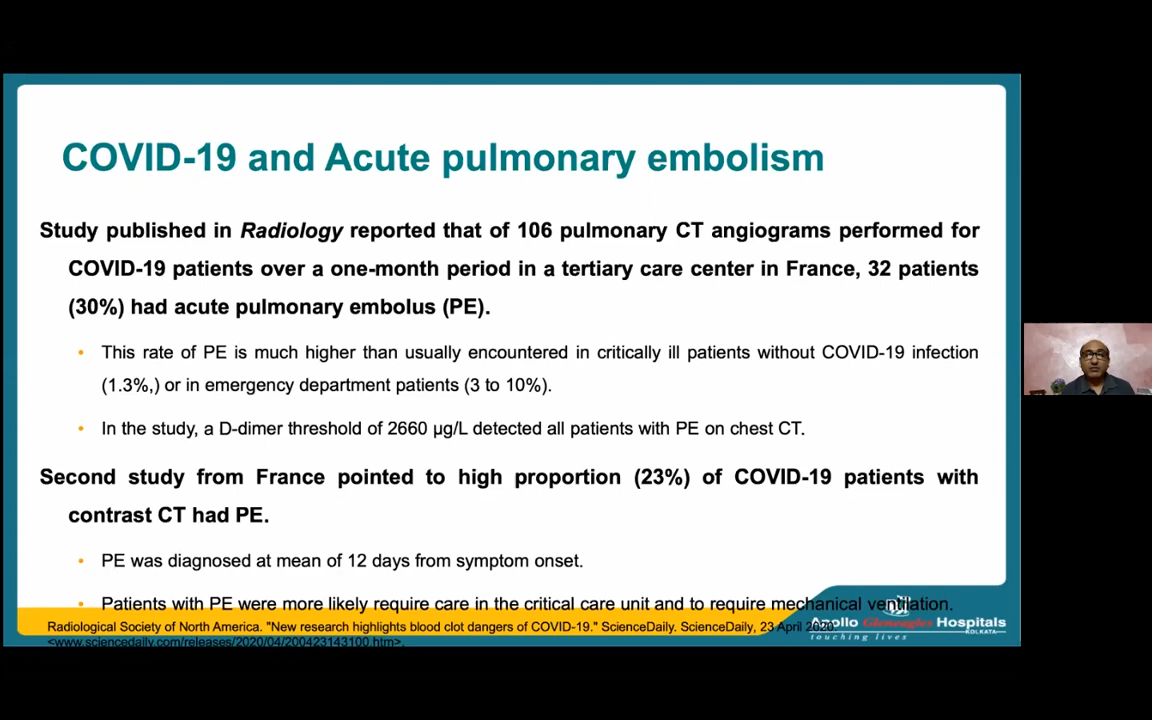 COVID-19 and Acute pulmonary embolism
Study published in Radiology reported that of 106 pulmonary CT angiograms performed for
COVID-19 patients over a one-month period in a tertiary care center in France, 32 patients
(30%) had acute pulmonary embolus (PE).
• This rate of PE is much higher than usually encountered in critically ill patients without COVID-19 infection
(1.3%,) or in emergency department patients (3 to 10%).
• In the study, a D-dimer threshold of 2660 µg/L detected all patients with PE on chest CT.
Second study from France pointed to high proportion (23%) of COVID-19 patients with
contrast CT had PE.
• PE was diagnosed at mean of 12 days from symptom onset.
• Patients with PE were more likely require care in the critical care unit and to require mechanical ventilation.
Radiological Society of North America. "New research highlights blood clot dangers of COVID-19." ScienceDaily. ScienceDaily, 23 April 2020.
<www.sciencedaily.com/releases/2020/04/200423143100.htm>.
Apollo Gleneagles Hospitals
KOLKATA
touching lives